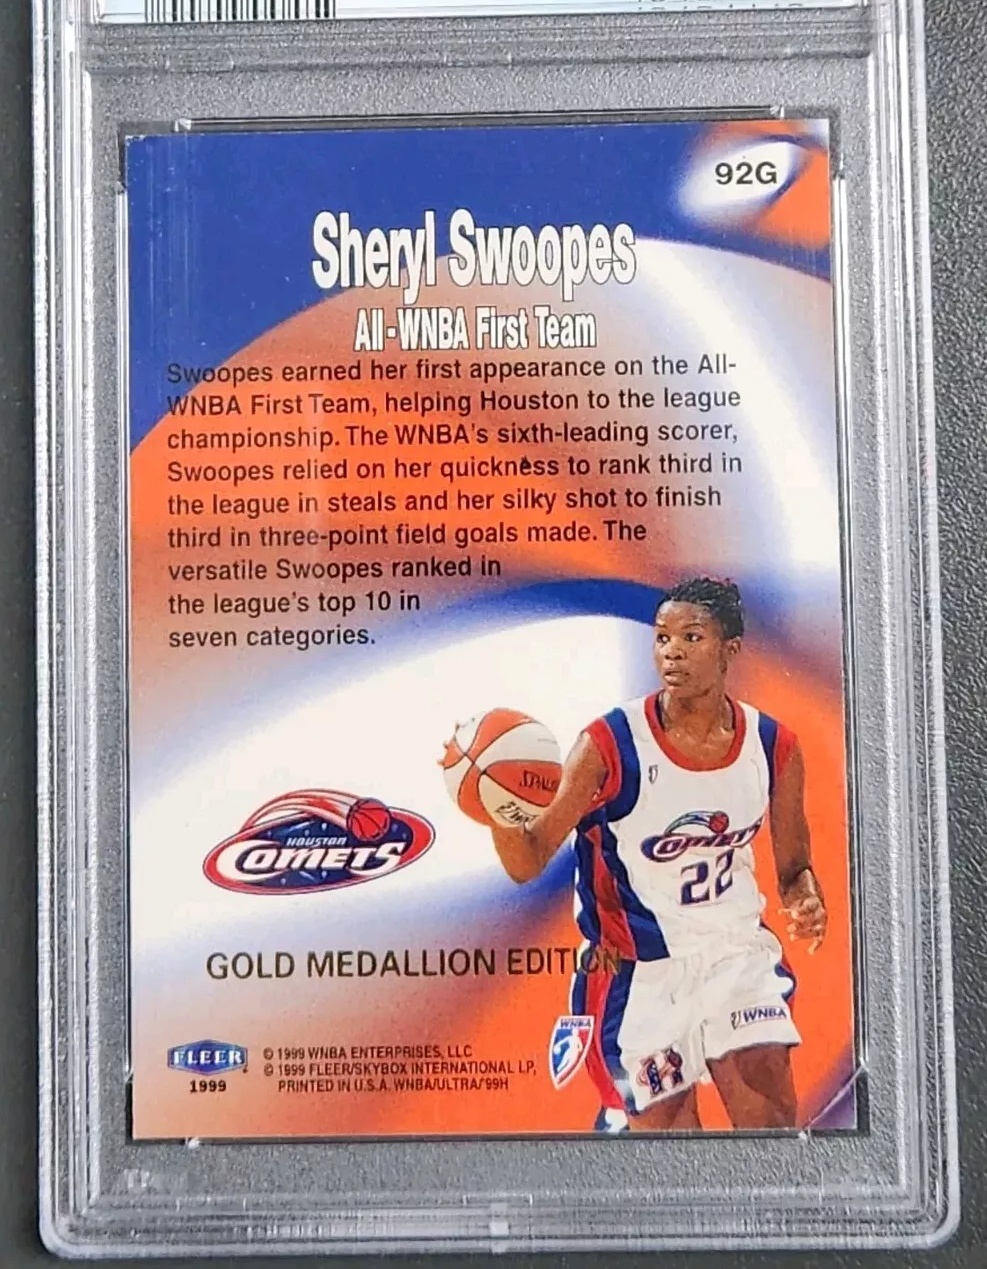 92G
Sheryl Swoopes
All-WNBA First Team
Swoopes earned her first appearance on the All-
WNBA First Team, helping Houston to the league
championship. The WNBA's sixth-leading scorer,
Swoopes relied on her quickness to rank third in
the league in steals and her silky shot to finish
third in three-point field goals made. The
versatile Swoopes ranked in
the league's top 10 in
seven categories.
HOUSTON
COMETS
COMETS
22
GOLD MEDALLION EDITION
WNBA
WNBA
FLEER
1999
© 1999 WNBA ENTERPRISES, LLC
© 1999 FLEER/SKYBOX INTERNATIONAL LP,
PRINTED IN U.S.A. WNBA/ULTRA/99H